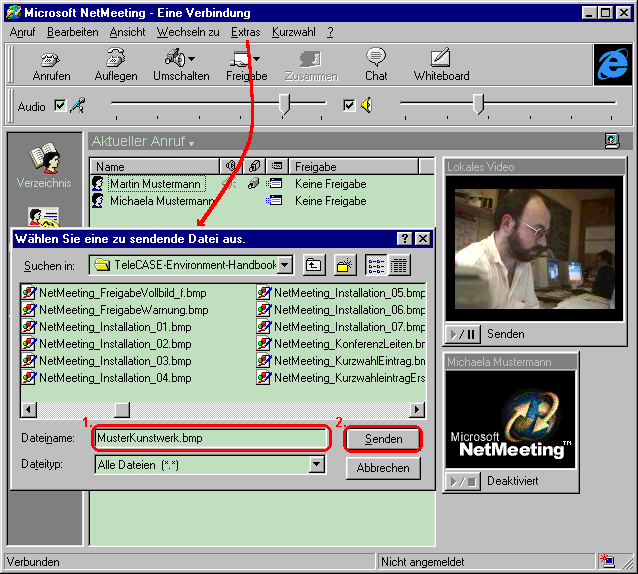 Microsoft NetMeeting - Eine Verbindung
Anruf Bearbeiten Ansicht Wechseln zu Extras Kurzwahl ?
Anrufen Auflegen Umschalten Freigabe Zusammen Chat Whiteboard
Audio
Aktueller Anruf
Verzeichnis
Name Freigabe
Martin Mustermann Keine Freigabe
Michaela Mustermann Keine Freigabe
Lokales Video
Senden
Michaela Mustermann
Microsoft
NetMeeting™
Deaktiviert
Wählen Sie eine zu sendende Datei aus.
Suchen in: TeleCASE-Environment-Handbook
NetMeeting_FreigabeVollbild_f.bmp NetMeeting_Installation_05.bmp
NetMeeting_FreigabeWarnung.bmp NetMeeting_Installation_06.bmp
NetMeeting_Installation_01.bmp NetMeeting_Installation_07.bmp
NetMeeting_Installation_02.bmp NetMeeting_KonferenzLeiten.br
NetMeeting_Installation_03.bmp NetMeeting_KurzwahlEintrag.br
NetMeeting_Installation_04.bmp NetMeeting_KurzwahleintragErs
1. 2.
Dateiname: MusterKunstwerk.bmp Senden
Dateityp: Alle Dateien (*.*) Abbrechen
Verbunden Nicht angemeldet